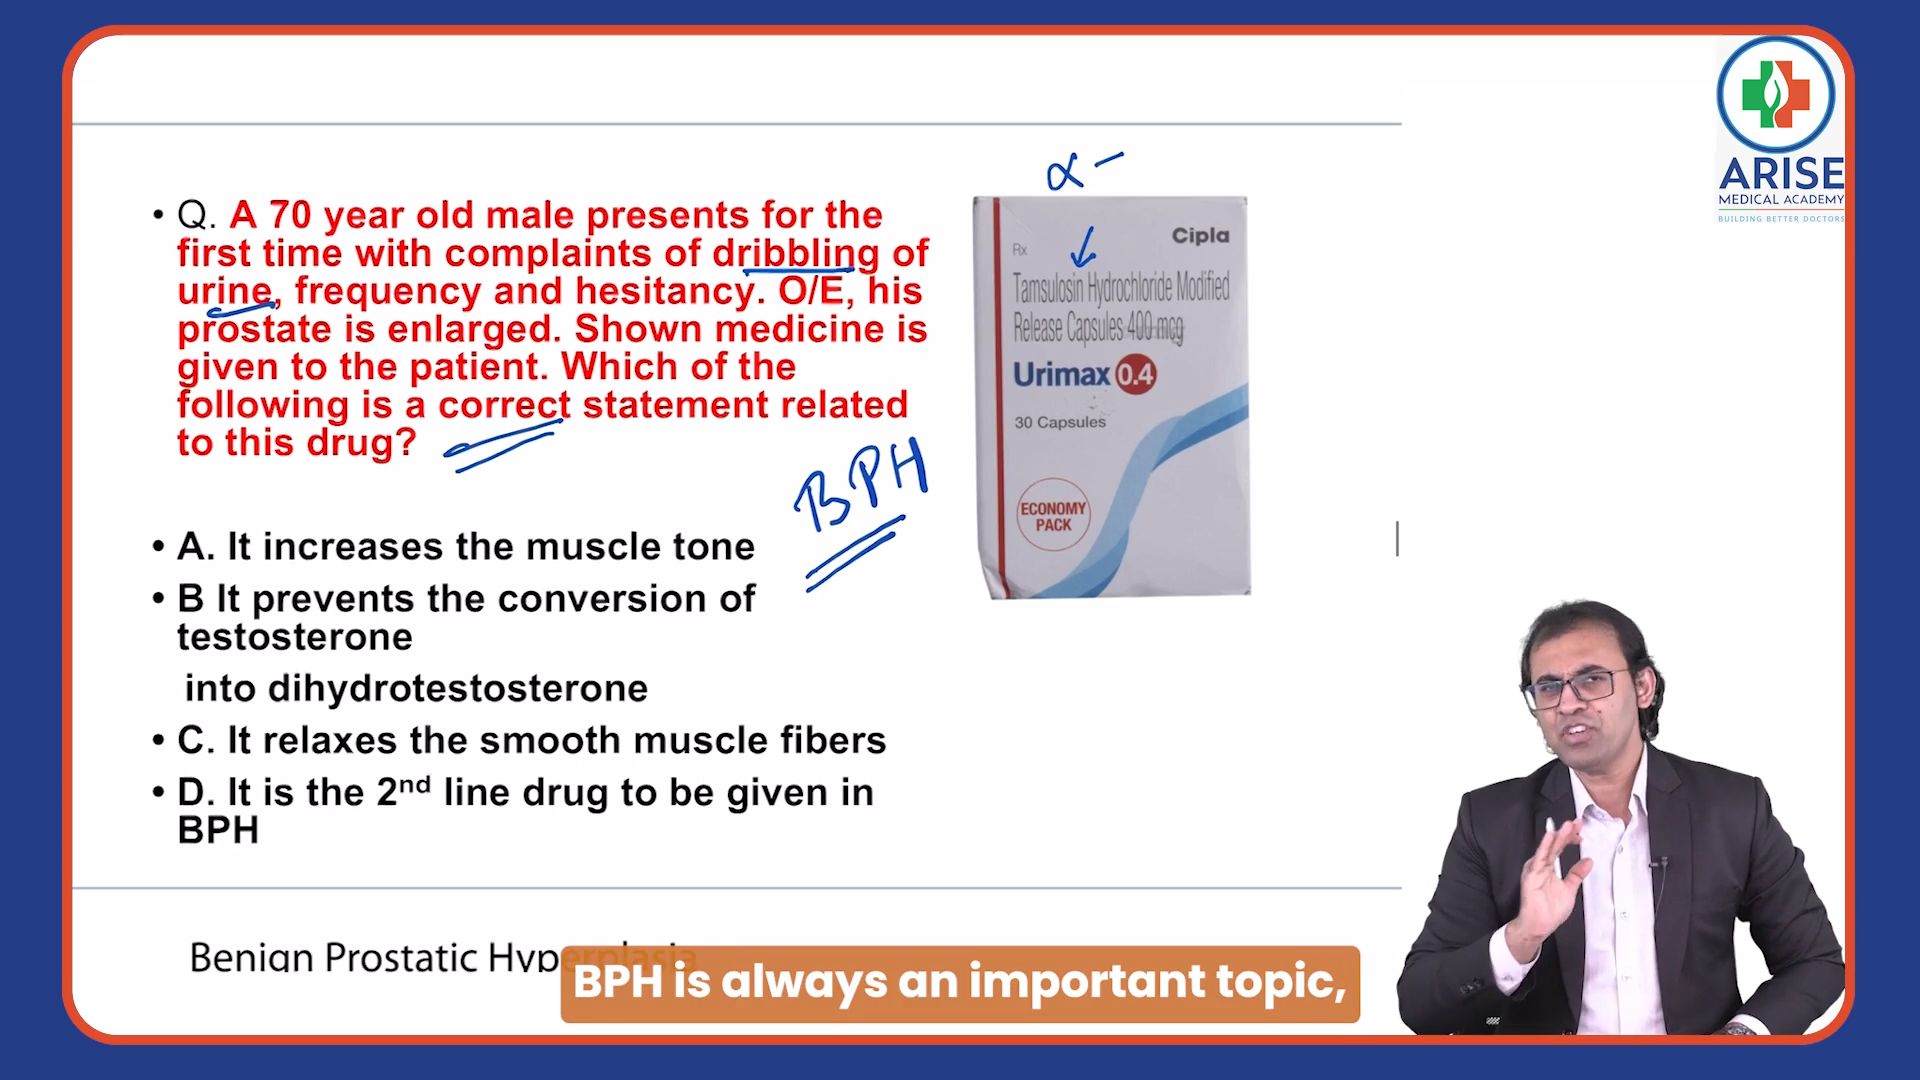 ARISE
MEDICAL ACADEMY
BUILDING BETTER DOCTORS
• Q. A 70 year old male presents for the
first time with complaints of dribbling of
urine, frequency and hesitancy. O/E, his
prostate is enlarged. Shown medicine is
given to the patient. Which of the
following is a correct statement related
to this drug?
α -
Cipla
Rx
Tamsulosin Hydrochloride Modified
Release Capsules 400 mcg
Urimax 0.4
30 Capsules
ECONOMY
PACK
BPH
• A. It increases the muscle tone
• B It prevents the conversion of
testosterone
into dihydrotestosterone
• C. It relaxes the smooth muscle fibers
• D. It is the 2nd line drug to be given in
BPH
Benign Prostatic Hyperplasia
BPH is always an important topic,